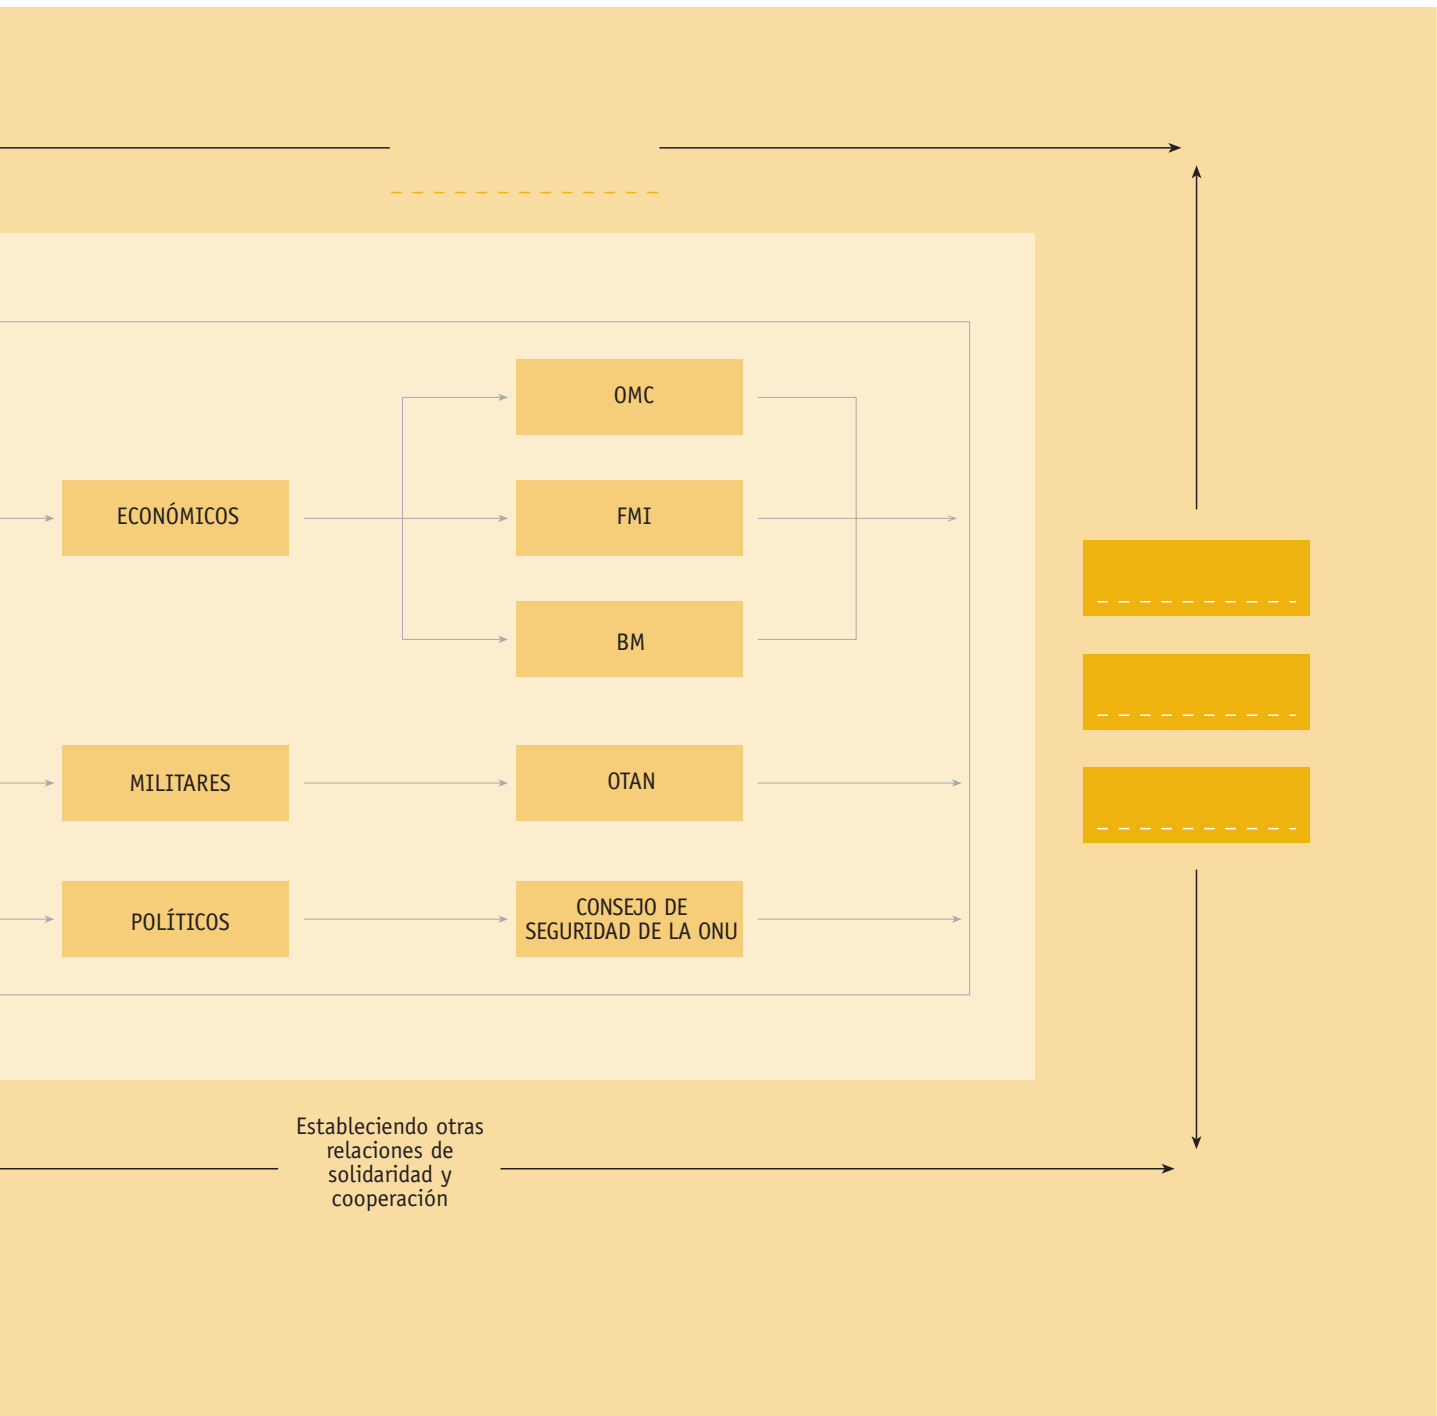 OMC
ECONÓMICOS
FMI
BM
MILITARES
OTAN
POLÍTICOS
CONSEJO DE
SEGURIDAD DE LA ONU
Estableciendo otras
relaciones de
solidaridad y
cooperación